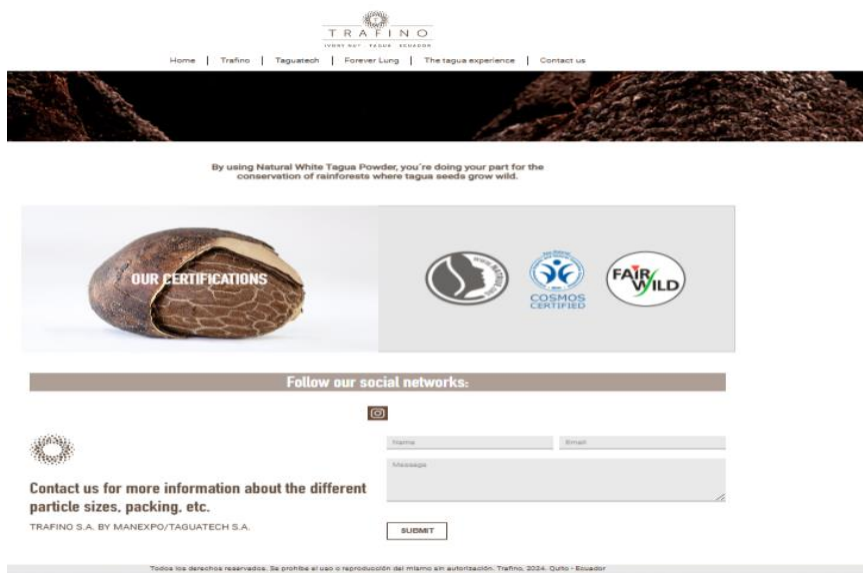 TRAFINO
IVORY NUT · TAGUA · ECUADOR
Home | Trafino | Taguatech | Forever Lung | The tagua experience | Contact us
By using Natural White Tagua Powder, you´re doing your part for the
conservation of rainforests where tagua seeds grow wild.
OUR CERTIFICATIONS
www.NATRUE.ORG
COSMOS
CERTIFIED
FAIR
WILD
Follow our social networks:
Name
Email
Message
Contact us for more information about the different
particle sizes, packing, etc.
TRAFINO S.A. BY MANEXPO/TAGUATECH S.A.
SUBMIT
Todos los derechos reservados. Se prohibe el uso o reproducción del mismo sin autorización. Trafino, 2024. Quito - Ecuador